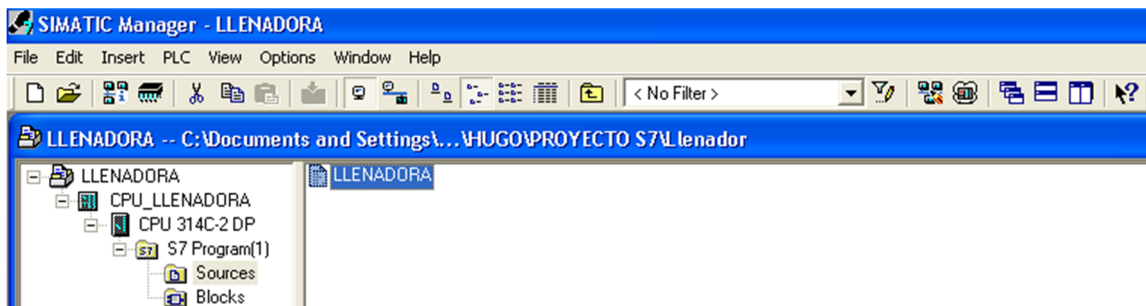 SIMATIC Manager - LLENADORA
File Edit Insert PLC View Options Window Help
< No Filter >
LLENADORA -- C:\Documents and Settings\...\HUGO\PROYECTO S7\Llenador
LLENADORA
LLENADORA
CPU_LLENADORA
CPU 314C-2 DP
S7 S7 Program(1)
Sources
Blocks